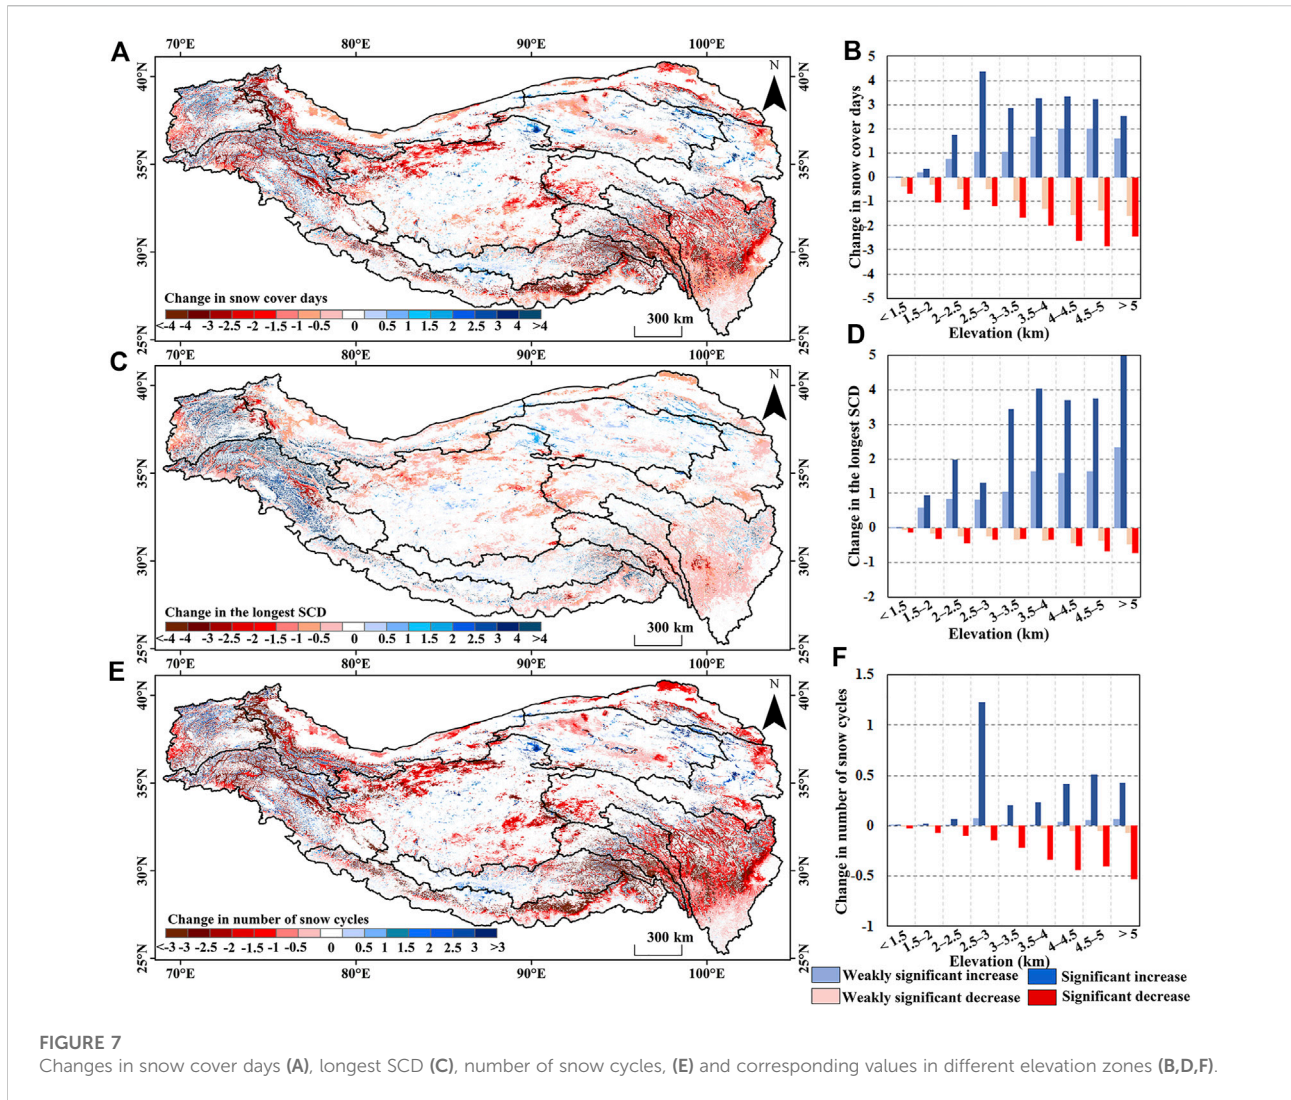 A
70°E 80°E 90°E 100°E
40°N 40°N
35°N 35°N
30°N 30°N
25°N 25°N
N
Change in snow cover days
<-4 -4 -3 -2.5 -2 -1.5 -1 -0.5 0 0.5 1 1.5 2 2.5 3 4 >4
300 km
B
Change in snow cover days
5
4
3
2
1
0
-1
-2
-3
-4
-5
< 1.5 1.5–2 2–2.5 2.5–3 3–3.5 3.5–4 4–4.5 4.5–5 > 5
Elevation (km)
C
40°N 40°N
35°N 35°N
30°N 30°N
25°N 25°N
N
Change in the longest SCD
<-4 -4 -3 -2.5 -2 -1.5 -1 -0.5 0 0.5 1 1.5 2 2.5 3 4 >4
300 km
70°E 80°E 90°E 100°E
D
Change in the longest SCD
5
4
3
2
1
0
-1
-2
< 1.5 1.5–2 2–2.5 2.5–3 3–3.5 3.5–4 4–4.5 4.5–5 > 5
Elevation (km)
E
40°N 40°N
35°N 35°N
30°N 30°N
25°N 25°N
N
Change in number of snow cycles
<-3 -3 -2.5 -2 -1.5 -1 -0.5 0 0.5 1 1.5 2 2.5 3 >3
300 km
70°E 80°E 90°E 100°E
F
Change in number of snow cycles
1.5
1
0.5
0
-0.5
-1
< 1.5 1.5–2 2–2.5 2.5–3 3–3.5 3.5–4 4–4.5 4.5–5 > 5
Elevation (km)
Weakly significant increase Significant increase
Weakly significant decrease Significant decrease
FIGURE 7
Changes in snow cover days (A), longest SCD (C), number of snow cycles, (E) and corresponding values in different elevation zones (B,D,F).